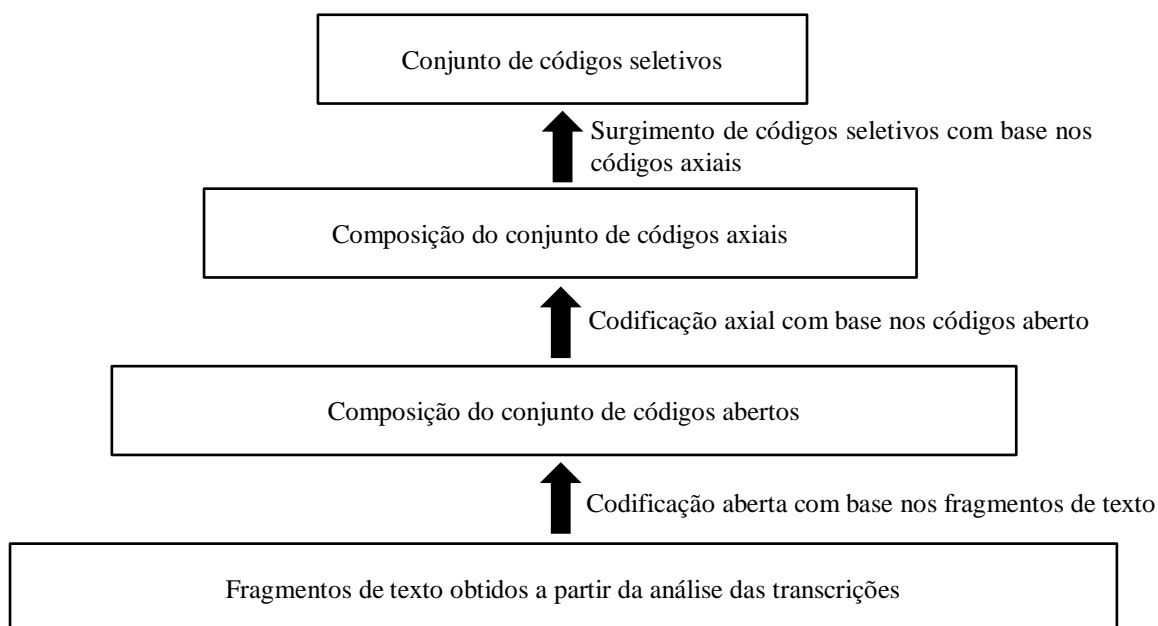 Conjunto de códigos seletivos
Surgimento de códigos seletivos com base nos
códigos axiais
Composição do conjunto de códigos axiais
Codificação axial com base nos códigos aberto
Composição do conjunto de códigos abertos
Codificação aberta com base nos fragmentos de texto
Fragmentos de texto obtidos a partir da análise das transcrições